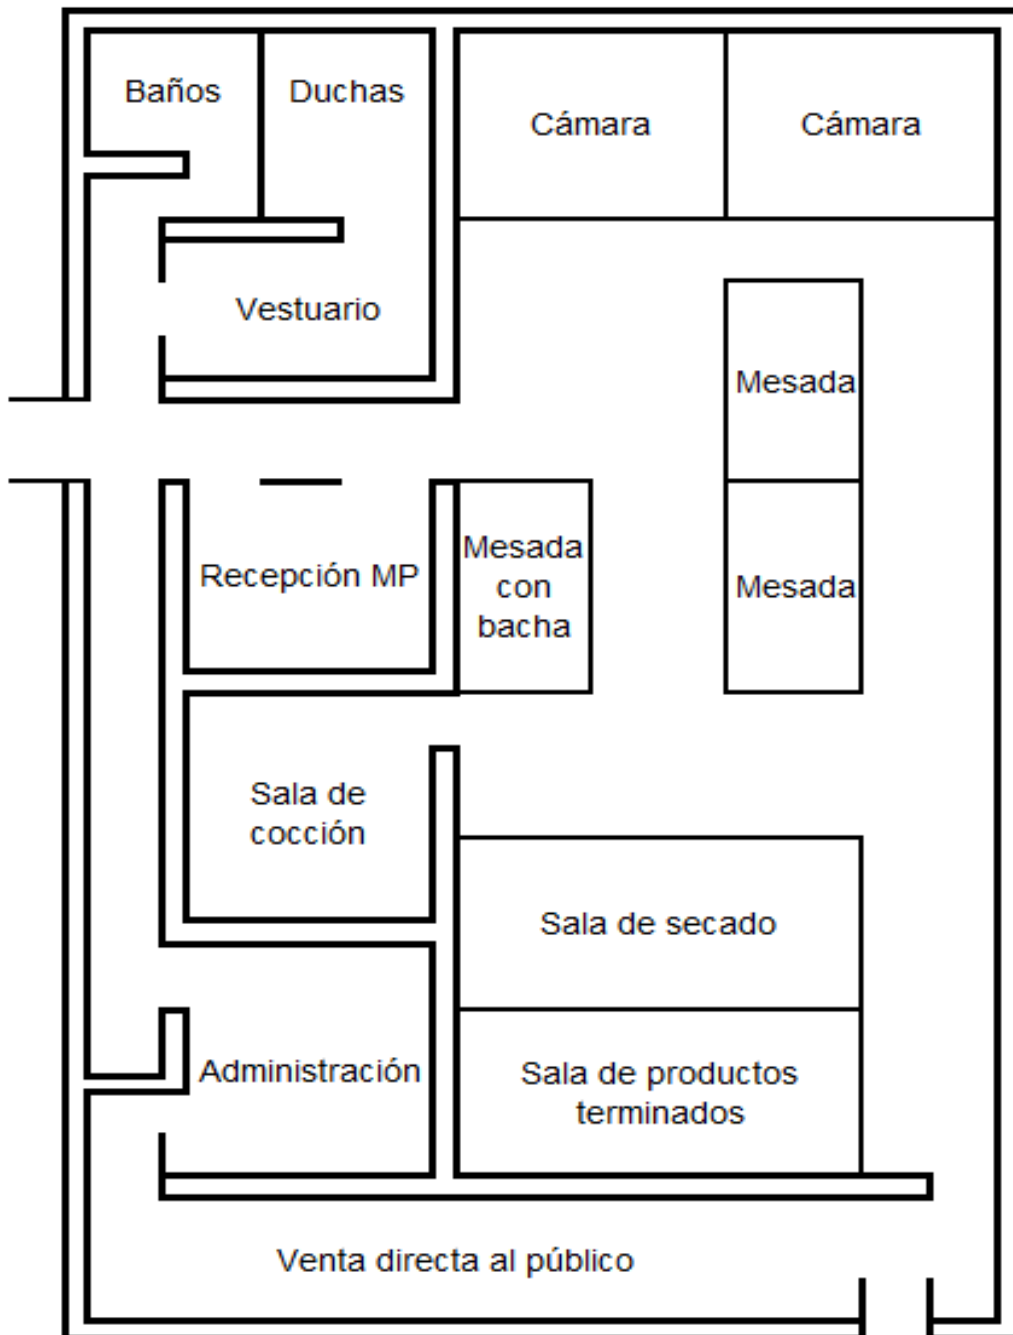 Baños
Duchas
Cámara
Cámara
Vestuario
Mesada
Recepción MP
Mesada
con
bacha
Mesada
Sala de
cocción
Sala de secado
Administración
Sala de productos
terminados
Venta directa al público